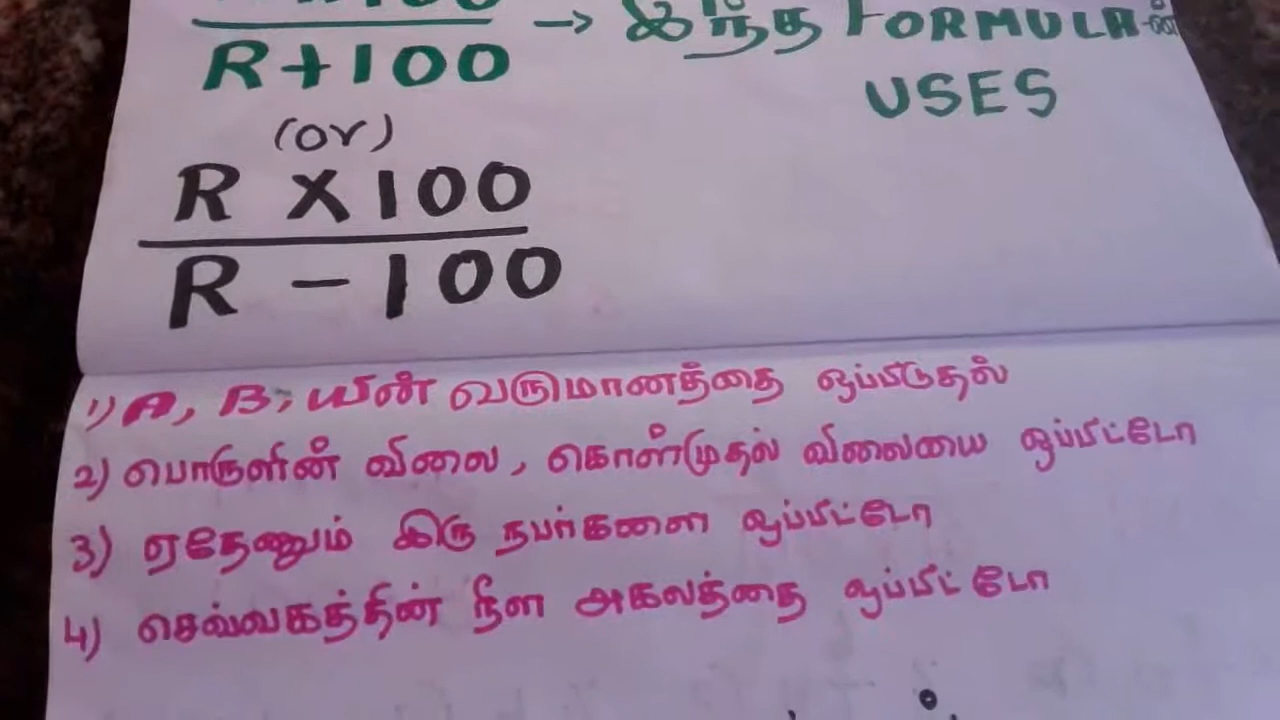 R+100 → இந்த FORMULA-ன்
USES
(or)
R X 100
R - 100
1) A, B, யின் வருமானத்தை ஒப்பிடுதல்
2) பொருளின் விலை, கொள்முதல் விலையை ஒப்பிட்டோ
3) ஏதேனும் இரு நபர்களை ஒப்பிட்டோ
4) செவ்வகத்தின் நீள அகலத்தை ஒப்பிட்டோ